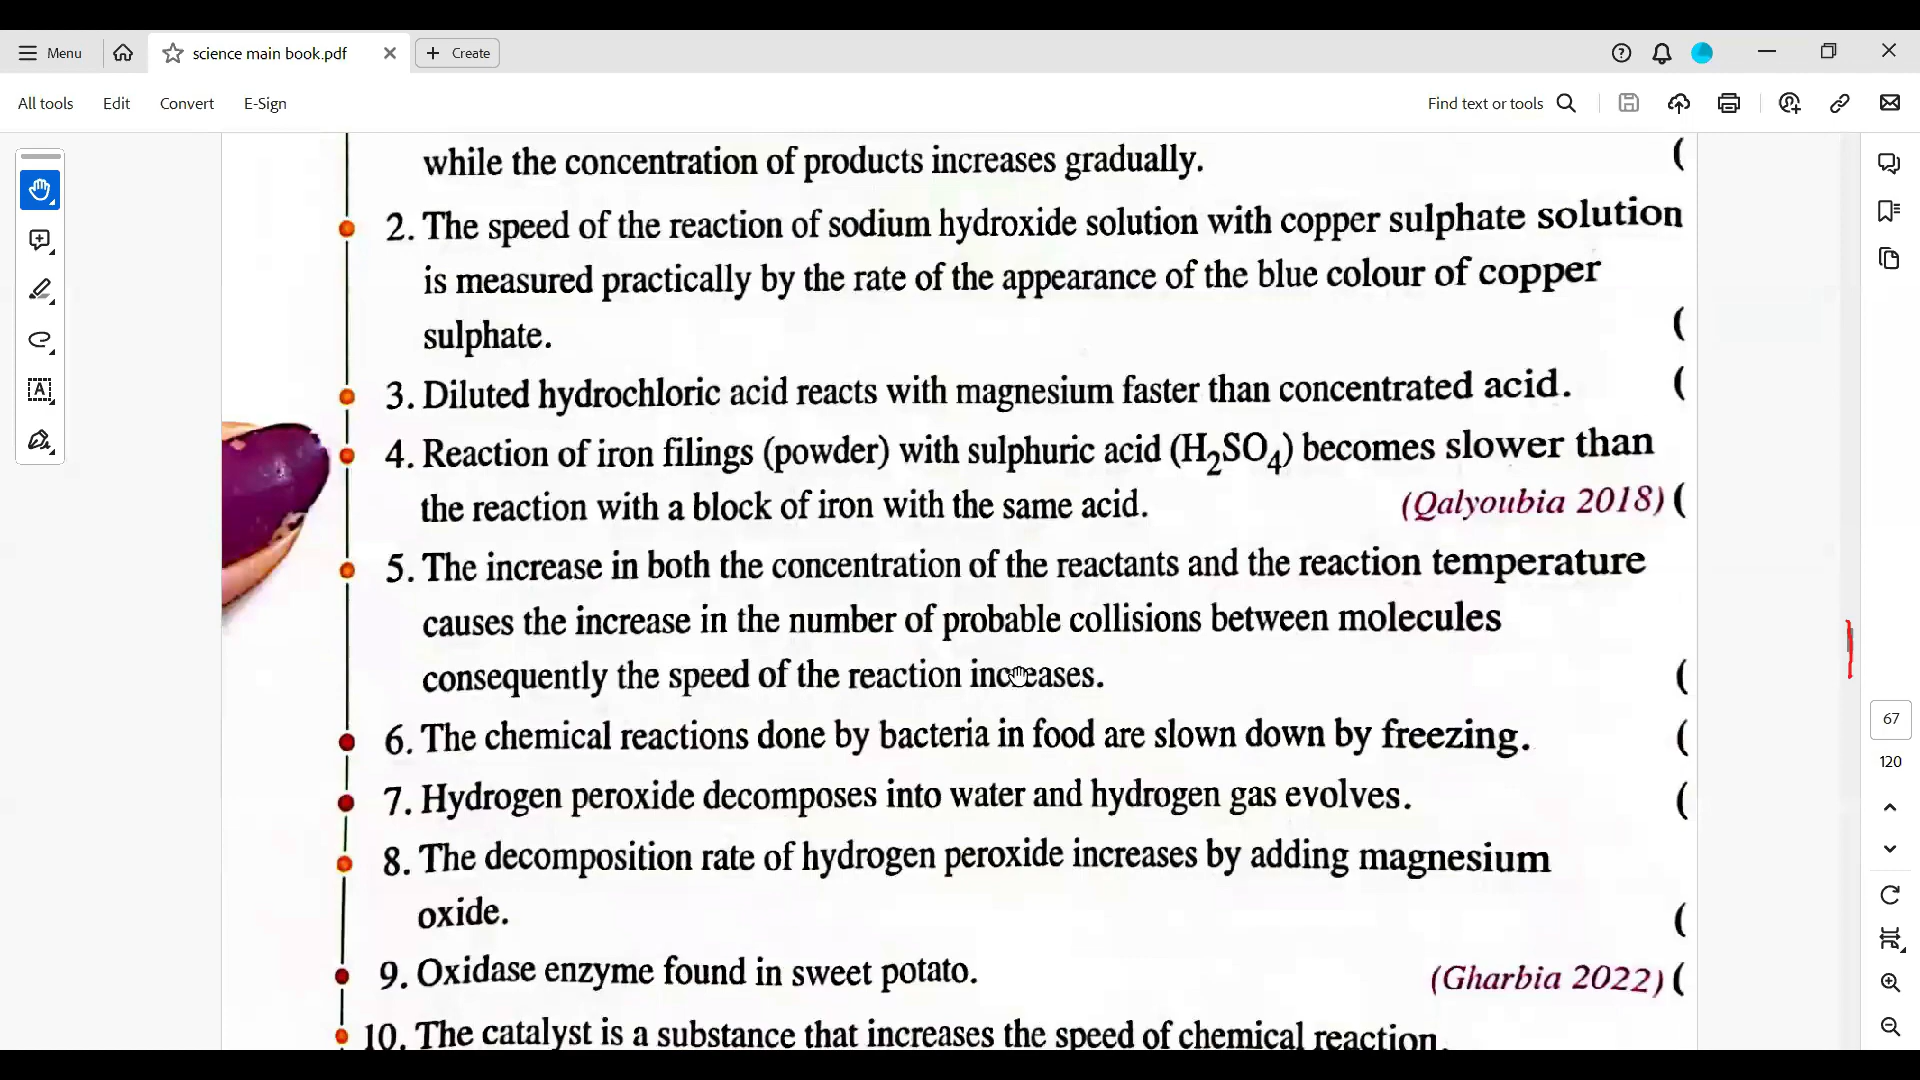 Menu
science main book.pdf
Create
All tools
Edit
Convert
E-Sign
Find text or tools
while the concentration of products increases gradually. (
2. The speed of the reaction of sodium hydroxide solution with copper sulphate solution
is measured practically by the rate of the appearance of the blue colour of copper
sulphate. (
3. Diluted hydrochloric acid reacts with magnesium faster than concentrated acid. (
4. Reaction of iron filings (powder) with sulphuric acid (H₂SO₄) becomes slower than
the reaction with a block of iron with the same acid. (Qalyoubia 2018) (
5. The increase in both the concentration of the reactants and the reaction temperature
causes the increase in the number of probable collisions between molecules
consequently the speed of the reaction increases. (
6. The chemical reactions done by bacteria in food are slown down by freezing. (
7. Hydrogen peroxide decomposes into water and hydrogen gas evolves. (
8. The decomposition rate of hydrogen peroxide increases by adding magnesium
oxide. (
9. Oxidase enzyme found in sweet potato. (Gharbia 2022) (
10. The catalyst is a substance that increases the speed of chemical reaction.
67
120